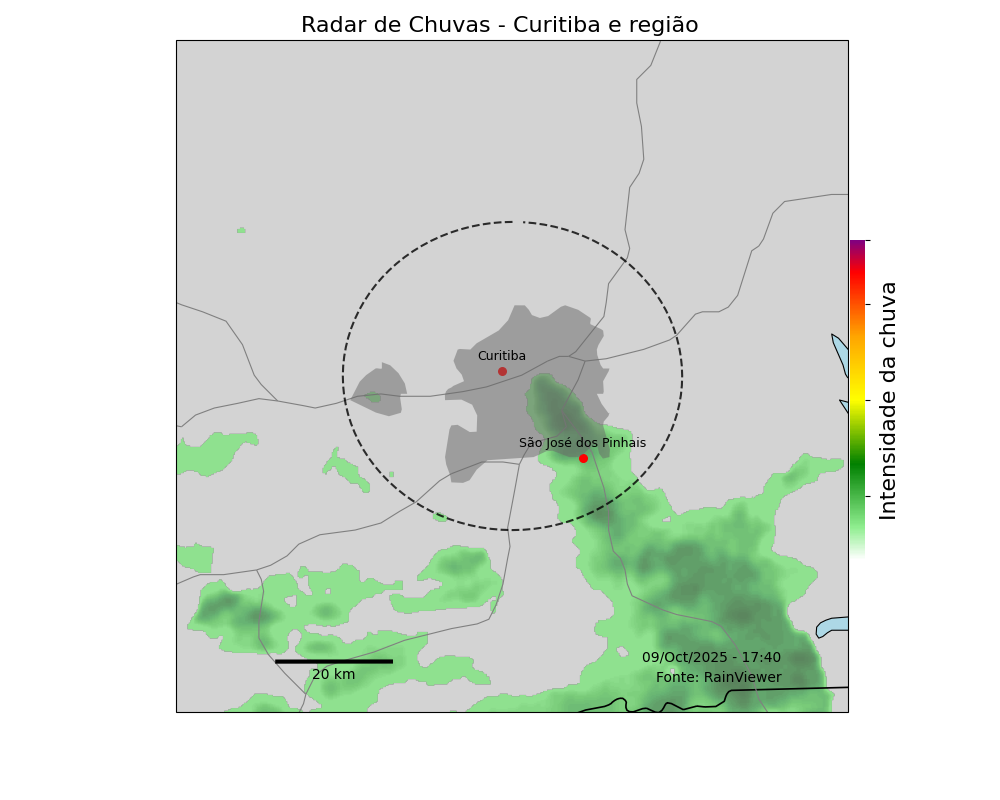 Radar de Chuvas - Curitiba e região
Curitiba
São José dos Pinhais
Intensidade da chuva
09/Oct/2025 - 17:40
Fonte: RainViewer
20 km